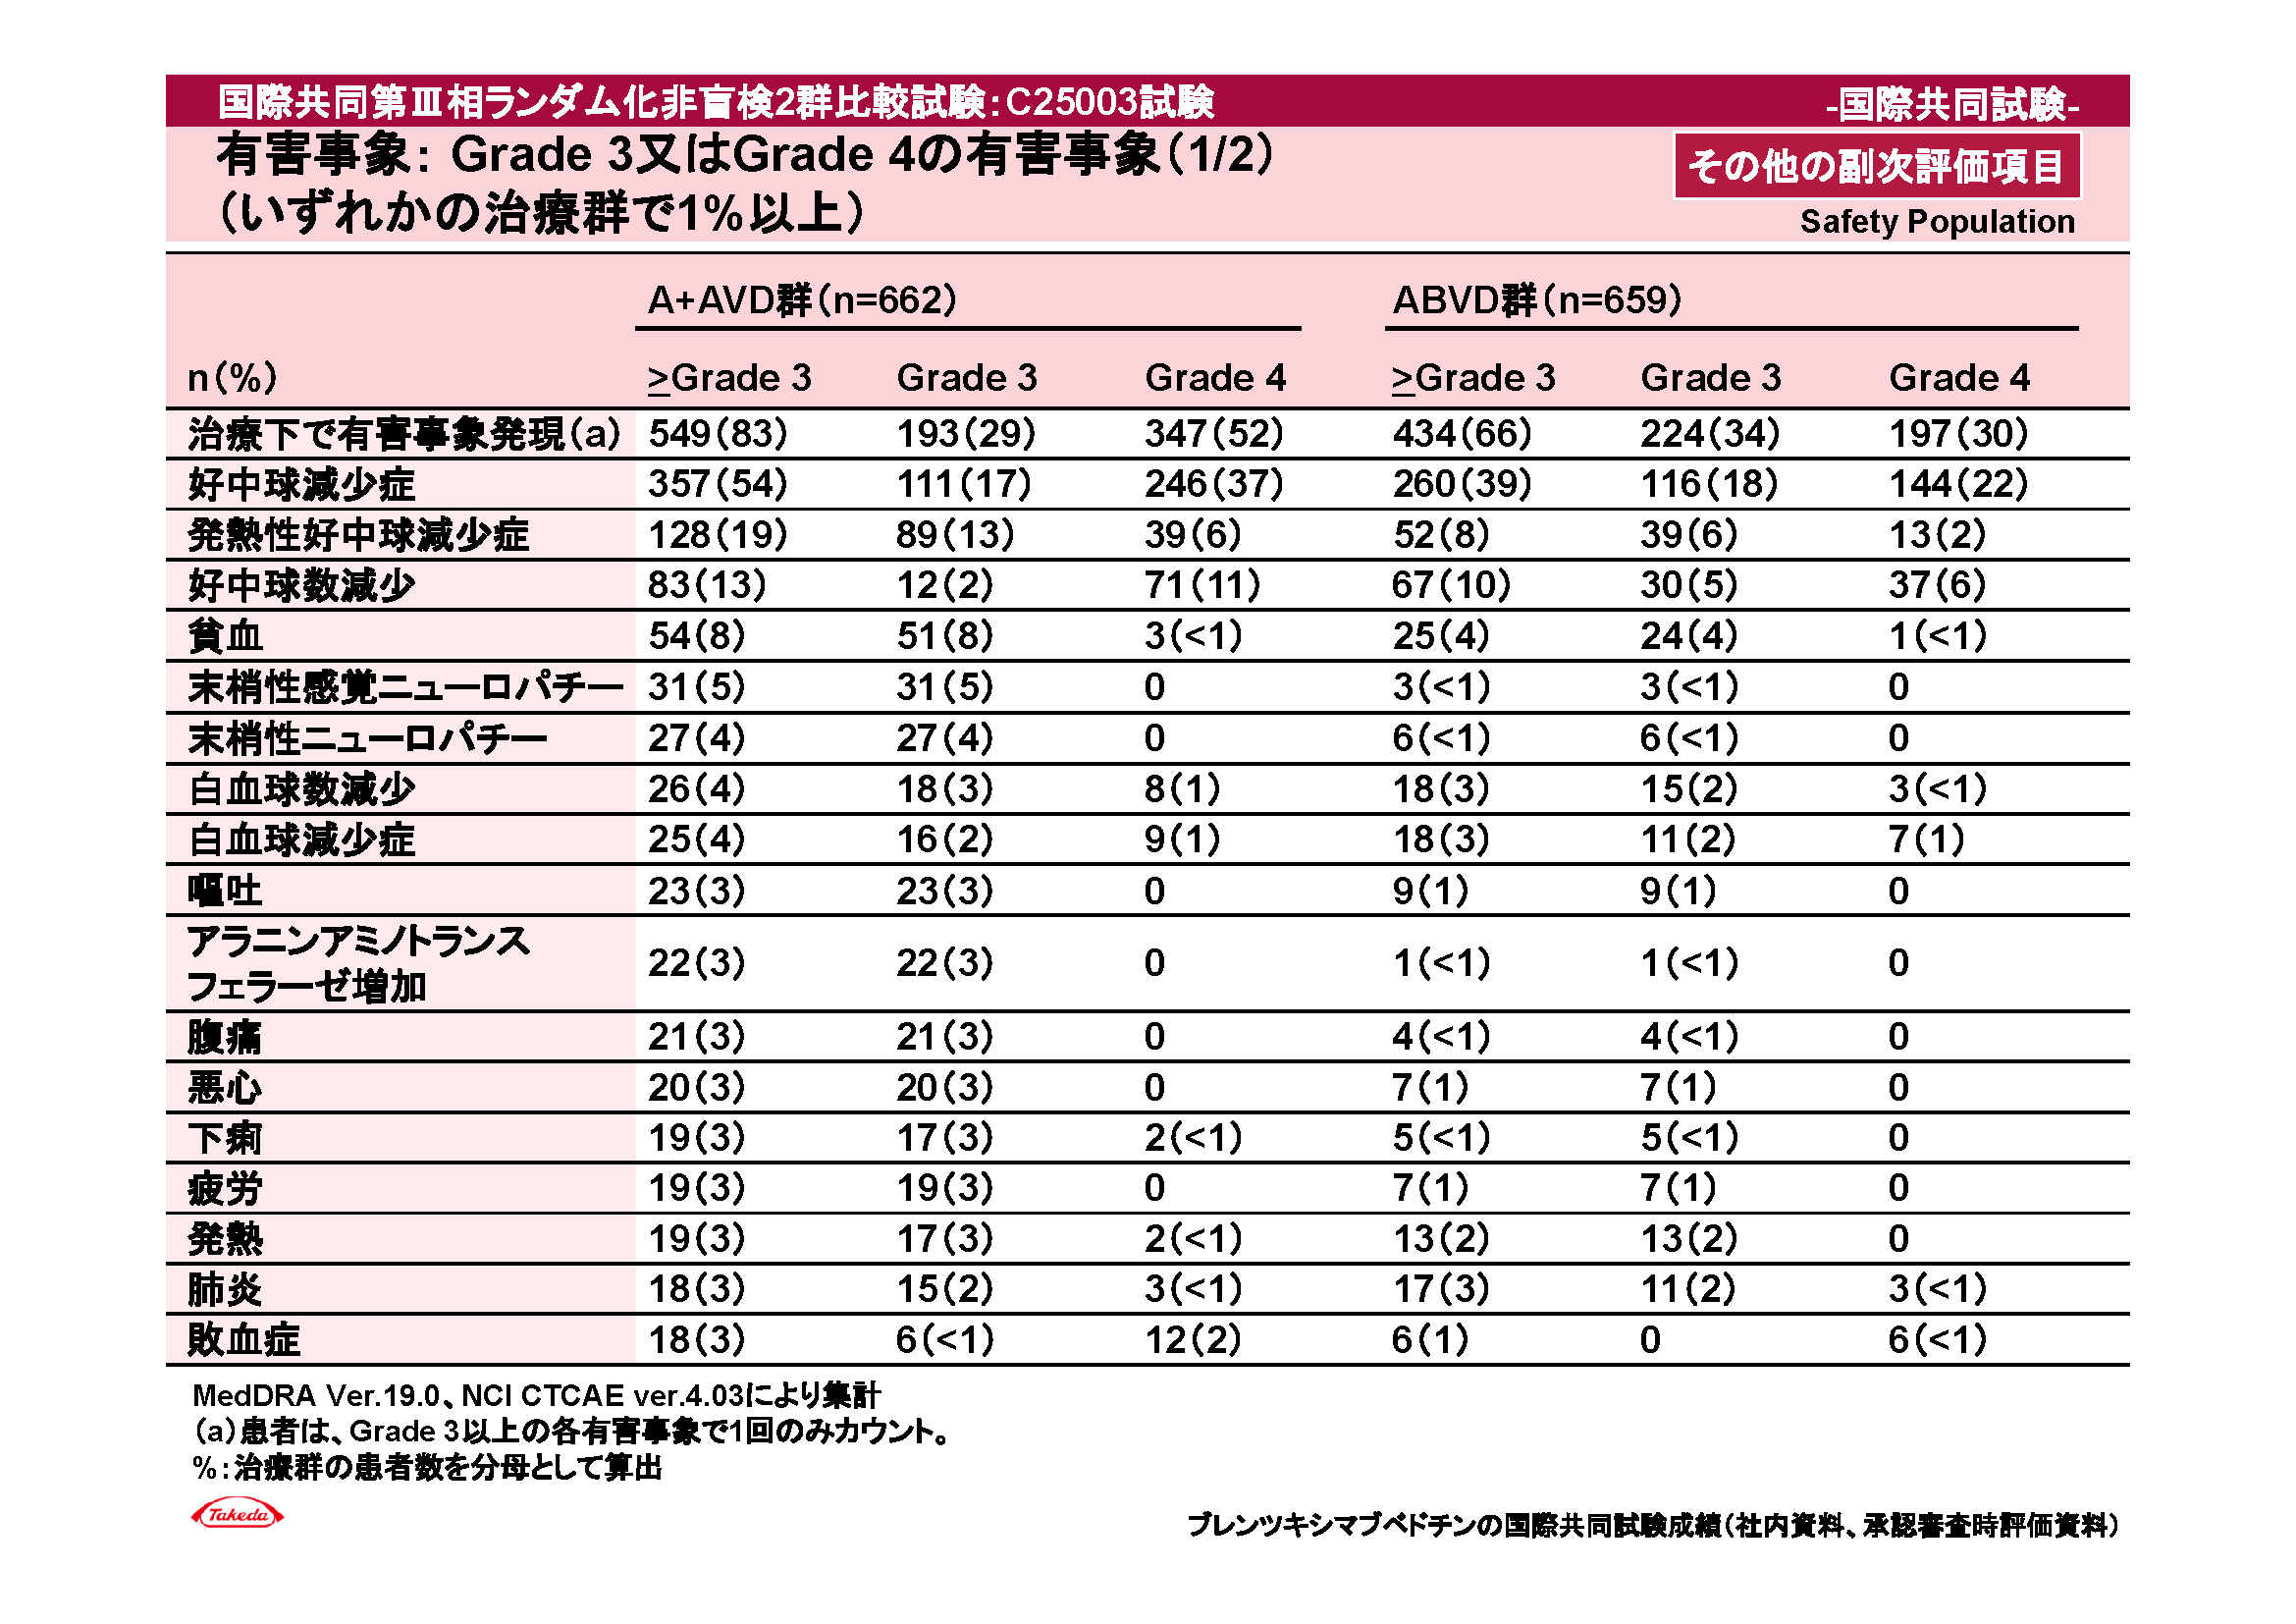 国際共同第Ⅲ相ランダム化非盲検2群比較試験：C25003試験 -国際共同試験-
有害事象： Grade 3又はGrade 4の有害事象（1/2） その他の副次評価項目
（いずれかの治療群で1%以上） Safety Population
A+AVD群（n=662） ABVD群（n=659）
n（%） ≥Grade 3 Grade 3 Grade 4 ≥Grade 3 Grade 3 Grade 4
治療下で有害事象発現（a） 549（83） 193（29） 347（52） 434（66） 224（34） 197（30）
好中球減少症 357（54） 111（17） 246（37） 260（39） 116（18） 144（22）
発熱性好中球減少症 128（19） 89（13） 39（6） 52（8） 39（6） 13（2）
好中球数減少 83（13） 12（2） 71（11） 67（10） 30（5） 37（6）
貧血 54（8） 51（8） 3（<1） 25（4） 24（4） 1（<1）
末梢性感覚ニューロパチー 31（5） 31（5） 0 3（<1） 3（<1） 0
末梢性ニューロパチー 27（4） 27（4） 0 6（<1） 6（<1） 0
白血球数減少 26（4） 18（3） 8（1） 18（3） 15（2） 3（<1）
白血球減少症 25（4） 16（2） 9（1） 18（3） 11（2） 7（1）
嘔吐 23（3） 23（3） 0 9（1） 9（1） 0
アラニンアミノトランス
フェラーゼ増加 22（3） 22（3） 0 1（<1） 1（<1） 0
腹痛 21（3） 21（3） 0 4（<1） 4（<1） 0
悪心 20（3） 20（3） 0 7（1） 7（1） 0
下痢 19（3） 17（3） 2（<1） 5（<1） 5（<1） 0
疲労 19（3） 19（3） 0 7（1） 7（1） 0
発熱 19（3） 17（3） 2（<1） 13（2） 13（2） 0
肺炎 18（3） 15（2） 3（<1） 17（3） 11（2） 3（<1）
敗血症 18（3） 6（<1） 12（2） 6（1） 0 6（<1）
MedDRA Ver.19.0、NCI CTCAE ver.4.03により集計
（a）患者は、Grade 3以上の各有害事象で1回のみカウント。
%：治療群の患者数を分母として算出
Takeda
ブレンツキシマブベドチンの国際共同試験成績（社内資料、承認審査時評価資料）